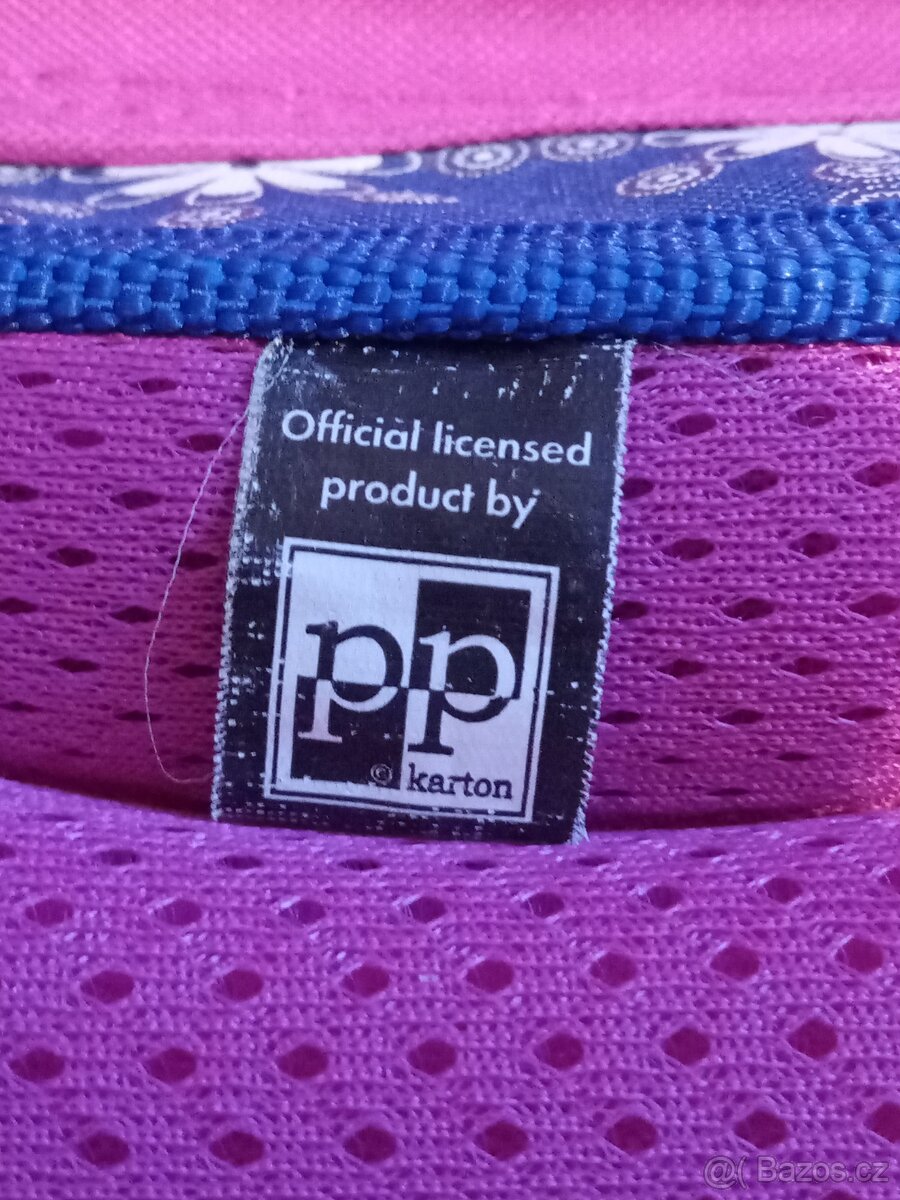 Official licensed
product by
pp
© karton
@( Bazos.cz